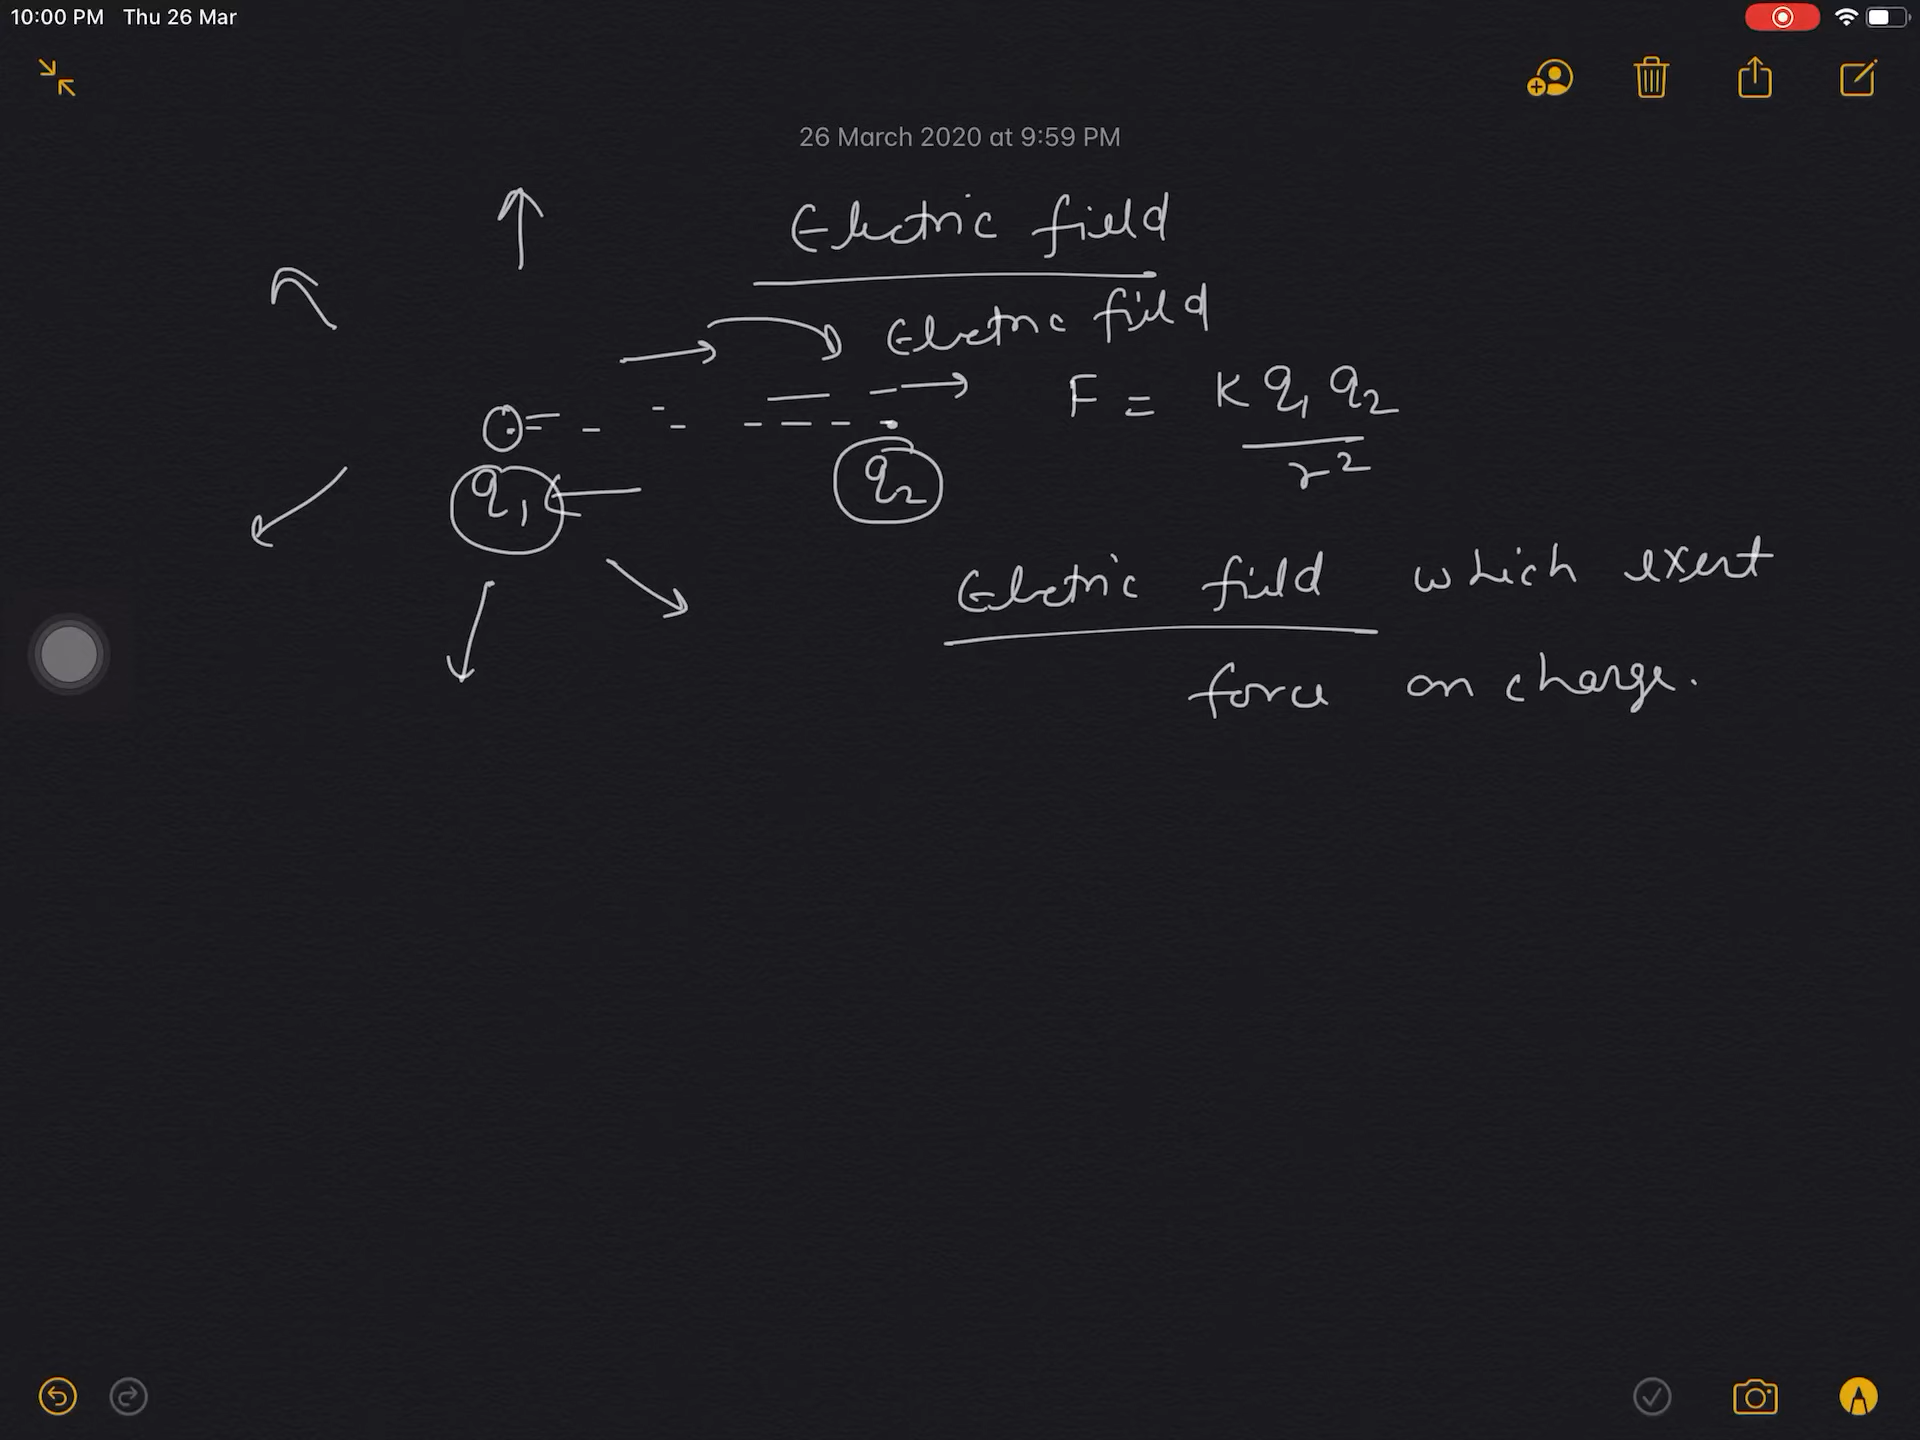 10:00 PM Thu 26 Mar
26 March 2020 at 9:59 PM
Electric field
Electric field
F = K q₁ q₂
r²
q₁
q₂
Electric field which exert
force on charge.